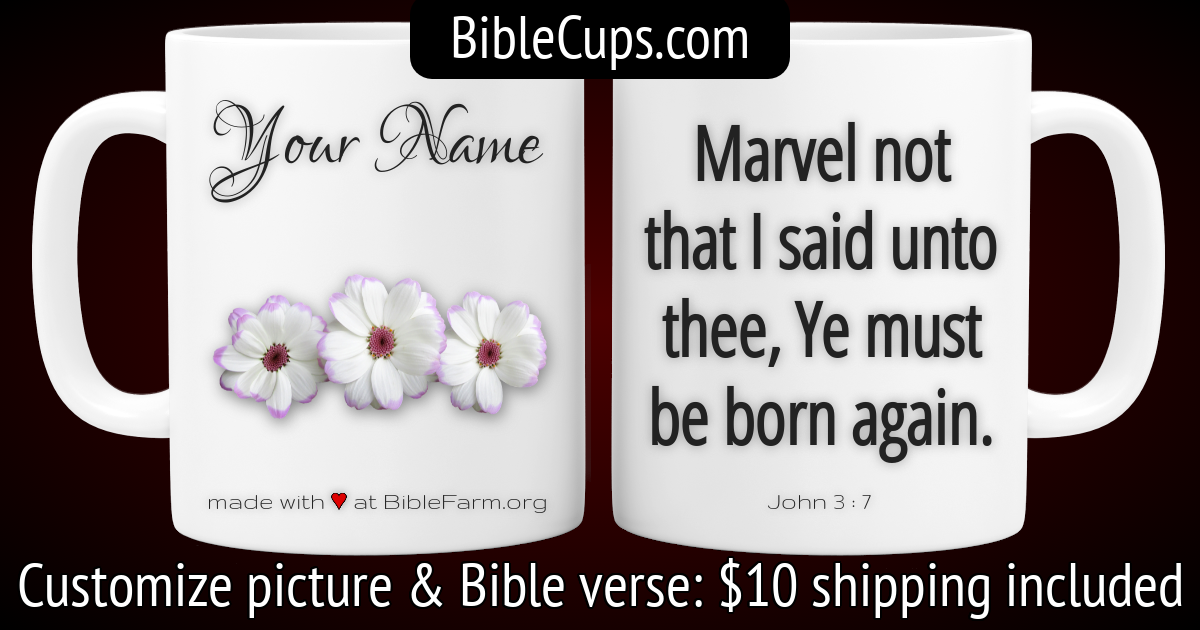 BibleCups.com
Your Name
made with ♥ at BibleFarm.org
Marvel not
that I said unto
thee, Ye must
be born again.
John 3 : 7
Customize picture & Bible verse: $10 shipping included